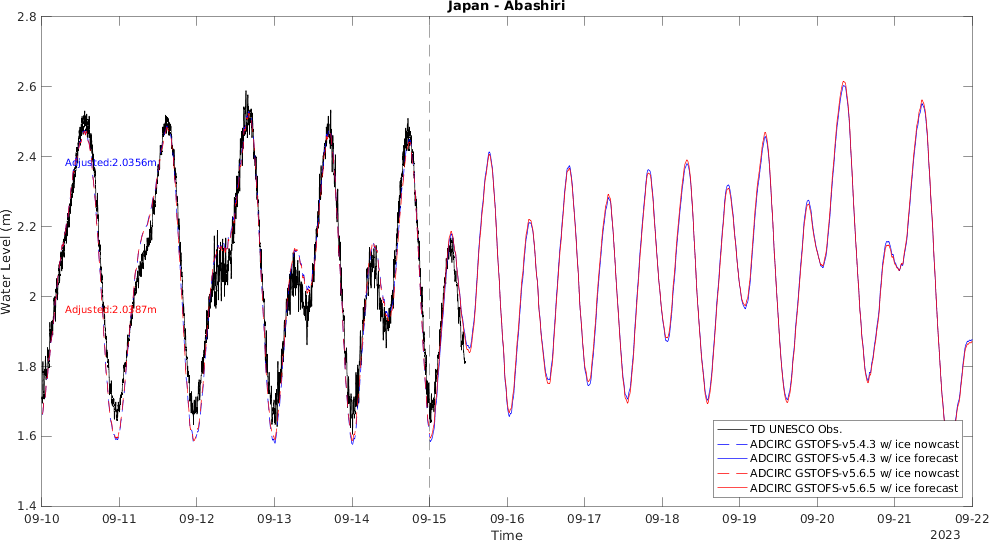 Japan - Abashiri
2.8
2.6
2.4
2.2
2
1.8
1.6
1.4
Water Level (m)
Adjusted:2.0356m
Adjusted:2.0387m
TD UNESCO Obs.
ADCIRC GSTOFS-v5.4.3 w/ ice nowcast
ADCIRC GSTOFS-v5.4.3 w/ ice forecast
ADCIRC GSTOFS-v5.6.5 w/ ice nowcast
ADCIRC GSTOFS-v5.6.5 w/ ice forecast
09-10 09-11 09-12 09-13 09-14 09-15 09-16 09-17 09-18 09-19 09-20 09-21 09-22
Time
2023